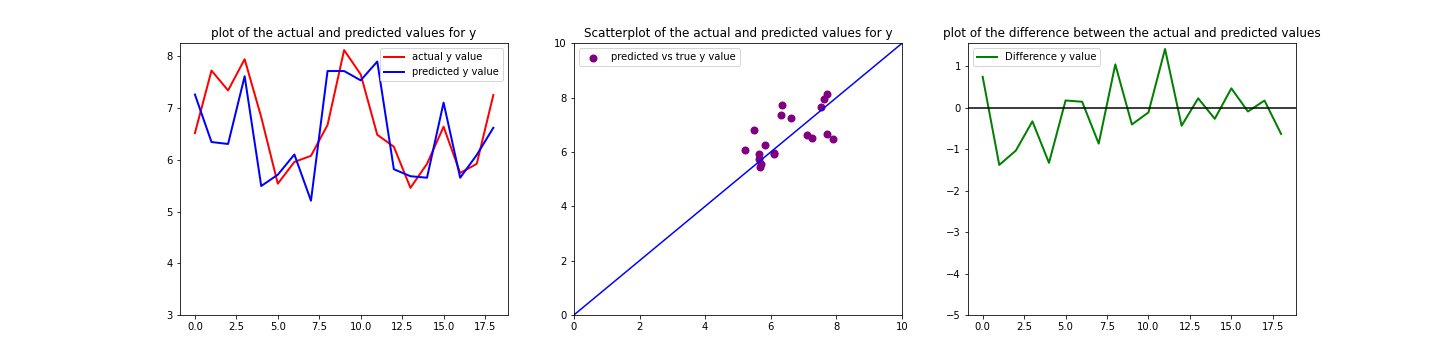 plot of the actual and predicted values for y
actual y value
predicted y value
8
7
6
5
4
3
0.0 2.5 5.0 7.5 10.0 12.5 15.0 17.5
Scatterplot of the actual and predicted values for y
predicted vs true y value
10
8
6
4
2
0
0 2 4 6 8 10
plot of the difference between the actual and predicted values
Difference y value
1
0
−1
−2
−3
−4
−5
0.0 2.5 5.0 7.5 10.0 12.5 15.0 17.5